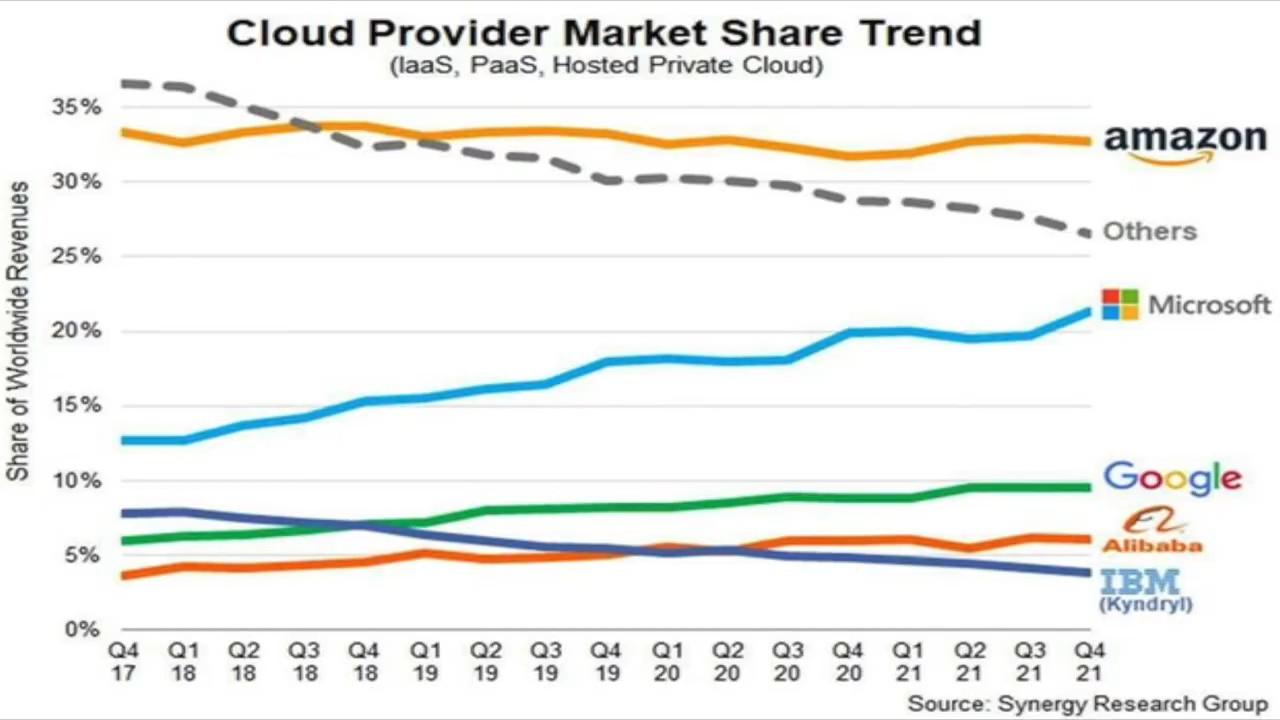 Cloud Provider Market Share Trend
(IaaS, PaaS, Hosted Private Cloud)
Share of Worldwide Revenues
35%
30%
25%
20%
15%
10%
5%
0%
amazon
Others
Microsoft
Google
Alibaba
IBM
(Kyndryl)
Q4 Q1 Q2 Q3 Q4 Q1 Q2 Q3 Q4 Q1 Q2 Q3 Q4 Q1 Q2 Q3 Q4
17 18 18 18 18 19 19 19 19 20 20 20 20 21 21 21 21
Source: Synergy Research Group